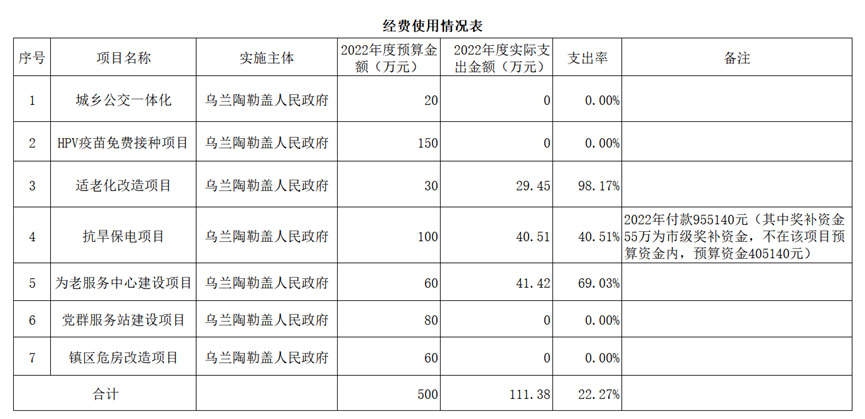 经费使用情况表
序号 项目名称 实施主体 2022年度预算金额（万元） 2022年度实际支出金额（万元） 支出率 备注
1 城乡公交一体化 乌兰陶勒盖人民政府 20 0 0.00%
2 HPV疫苗免费接种项目 乌兰陶勒盖人民政府 150 0 0.00%
3 适老化改造项目 乌兰陶勒盖人民政府 30 29.45 98.17%
4 抗旱保电项目 乌兰陶勒盖人民政府 100 40.51 40.51% 2022年付款955140元（其中奖补资金55万为市级奖补资金，不在该项目预算资金内，预算资金405140元）
5 为老服务中心建设项目 乌兰陶勒盖人民政府 60 41.42 69.03%
6 党群服务站建设项目 乌兰陶勒盖人民政府 80 0 0.00%
7 镇区危房改造项目 乌兰陶勒盖人民政府 60 0 0.00%
合计 500 111.38 22.27%